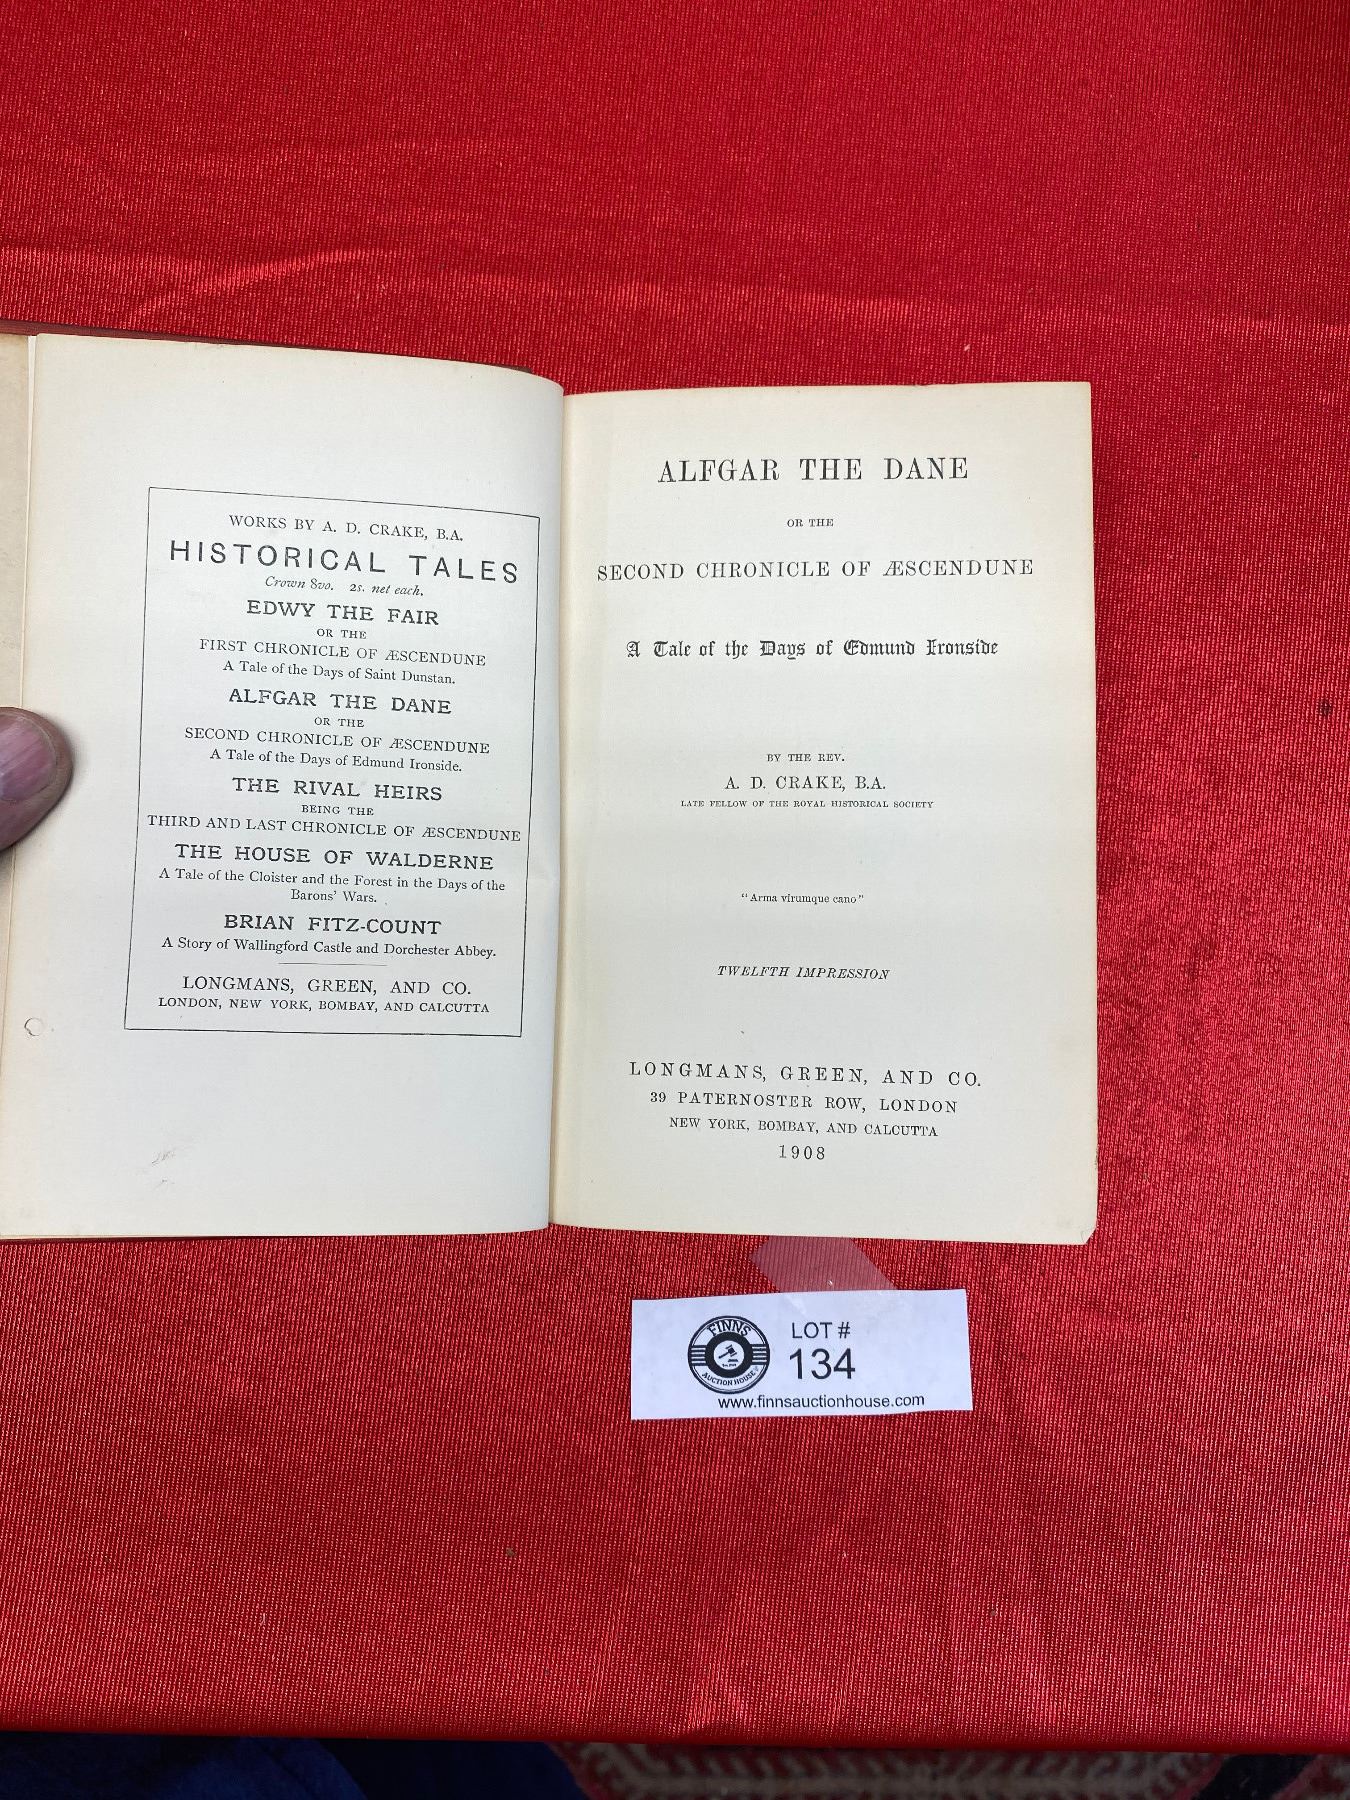 WORKS BY A. D. CRAKE, B.A.
HISTORICAL TALES
Crown 8vo. 2s. net each.
EDWY THE FAIR
OR THE
FIRST CHRONICLE OF ÆSCENDUNE
A Tale of the Days of Saint Dunstan.
ALFGAR THE DANE
OR THE
SECOND CHRONICLE OF ÆSCENDUNE
A Tale of the Days of Edmund Ironside.
THE RIVAL HEIRS
BEING THE
THIRD AND LAST CHRONICLE OF ÆSCENDUNE
THE HOUSE OF WALDERNE
A Tale of the Cloister and the Forest in the Days of the
Barons' Wars.
BRIAN FITZ-COUNT
A Story of Wallingford Castle and Dorchester Abbey.
LONGMANS, GREEN, AND CO.
LONDON, NEW YORK, BOMBAY, AND CALCUTTA
ALFGAR THE DANE
OR THE
SECOND CHRONICLE OF ÆSCENDUNE
A Tale of the Days of Edmund Ironside
BY THE REV.
A. D. CRAKE, B.A.
LATE FELLOW OF THE ROYAL HISTORICAL SOCIETY
"Arma virumque cano"
TWELFTH IMPRESSION
LONGMANS, GREEN, AND CO.
39 PATERNOSTER ROW, LONDON
NEW YORK, BOMBAY, AND CALCUTTA
1908
FINNS
AUCTION HOUSE
LOT #
134
www.finnsauctionhouse.com